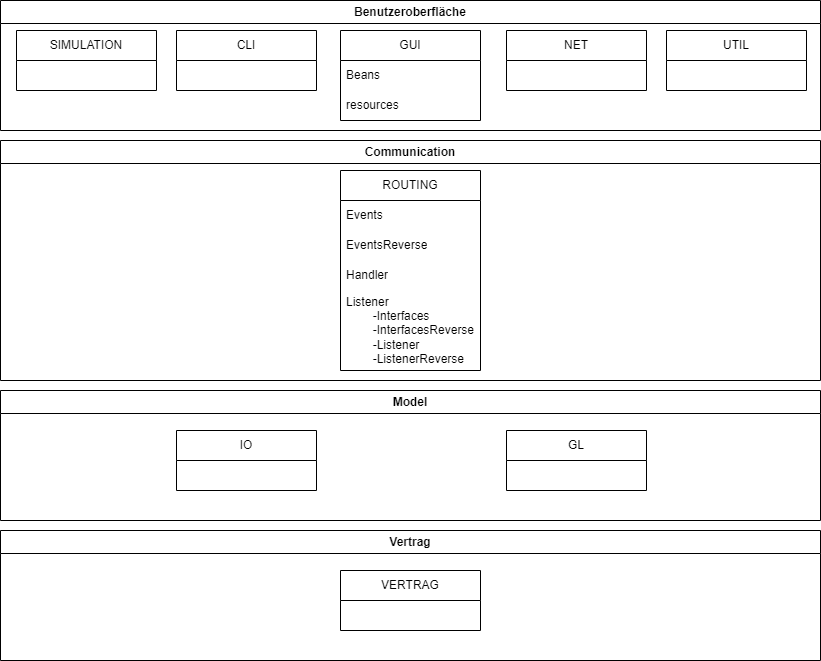 Benutzeroberfläche
SIMULATION
CLI
GUI
NET
UTIL
Beans
resources
Communication
ROUTING
Events
EventsReverse
Handler
Listener
-Interfaces
-InterfacesReverse
-Listener
-ListenerReverse
Model
IO
GL
Vertrag
VERTRAG